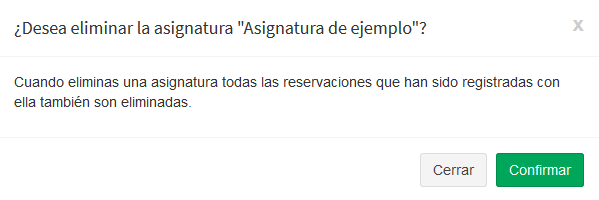 ¿Desea eliminar la asignatura "Asignatura de ejemplo"?
x
Cuando eliminas una asignatura todas las reservaciones que han sido registradas con
ella también son eliminadas.
Cerrar
Confirmar